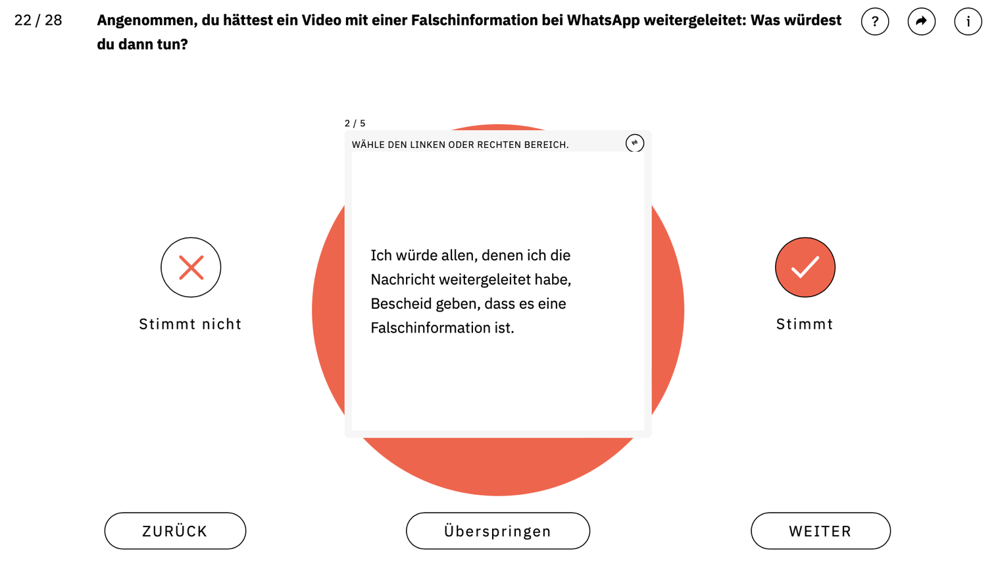 22 / 28
Angenommen, du hättest ein Video mit einer Falschinformation bei WhatsApp weitergeleitet: Was würdest
du dann tun?
?
i
2 / 5
WÄHLE DEN LINKEN ODER RECHTEN BEREICH.
Ich würde allen, denen ich die
Nachricht weitergeleitet habe,
Bescheid geben, dass es eine
Falschinformation ist.
Stimmt nicht
Stimmt
ZURÜCK
Überspringen
WEITER